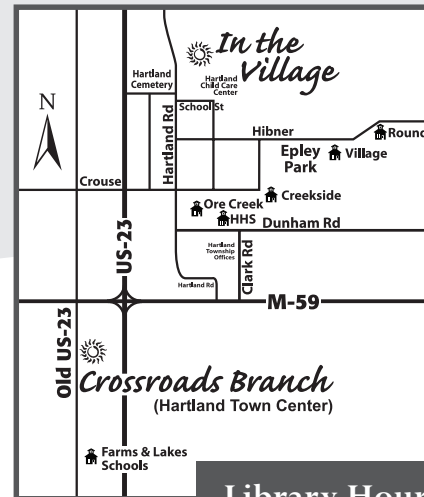 In the
Village
Hartland
Cemetery
Hartland
Child Care
Center
School St
N
Hartland Rd
Hibner
Round
Epley
Park
Village
Crouse
Creekside
Ore Creek
HHS
Dunham Rd
US-23
Hartland
Township
Offices
Clark Rd
Hartland Rd
M-59
Old US-23
Crossroads Branch
(Hartland Town Center)
Farms & Lakes
Schools
Library Hour